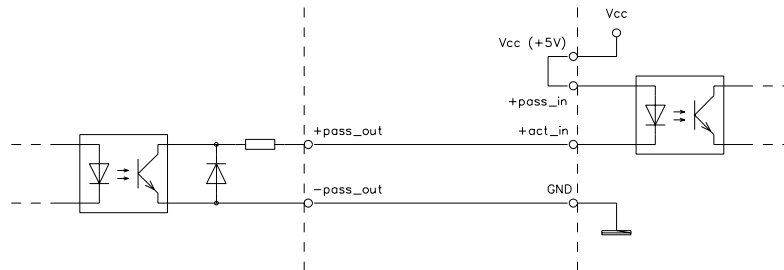 Vcc
Vcc (+5V)
+pass_in
+pass_out
+act_in
-pass_out
GND